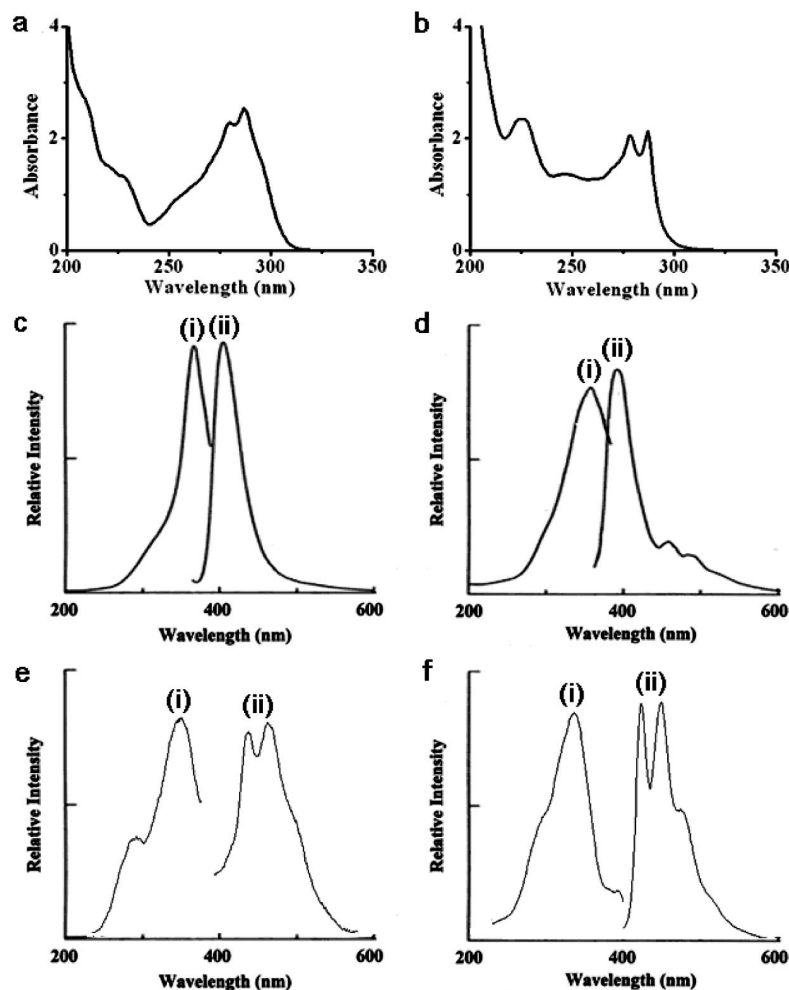 a
b
4
2
0
Absorbance
200
250
300
350
Wavelength (nm)
4
2
0
Absorbance
200
250
300
350
Wavelength (nm)
c
(i) (ii)
Relative Intensity
200
400
600
Wavelength (nm)
d
(i)
(ii)
Relative Intensity
200
400
600
Wavelength (nm)
e
(i)
(ii)
Relative Intensity
200
400
600
Wavelength (nm)
f
(i)
(ii)
Relative Intensity
200
400
600
Wavelength (nm)